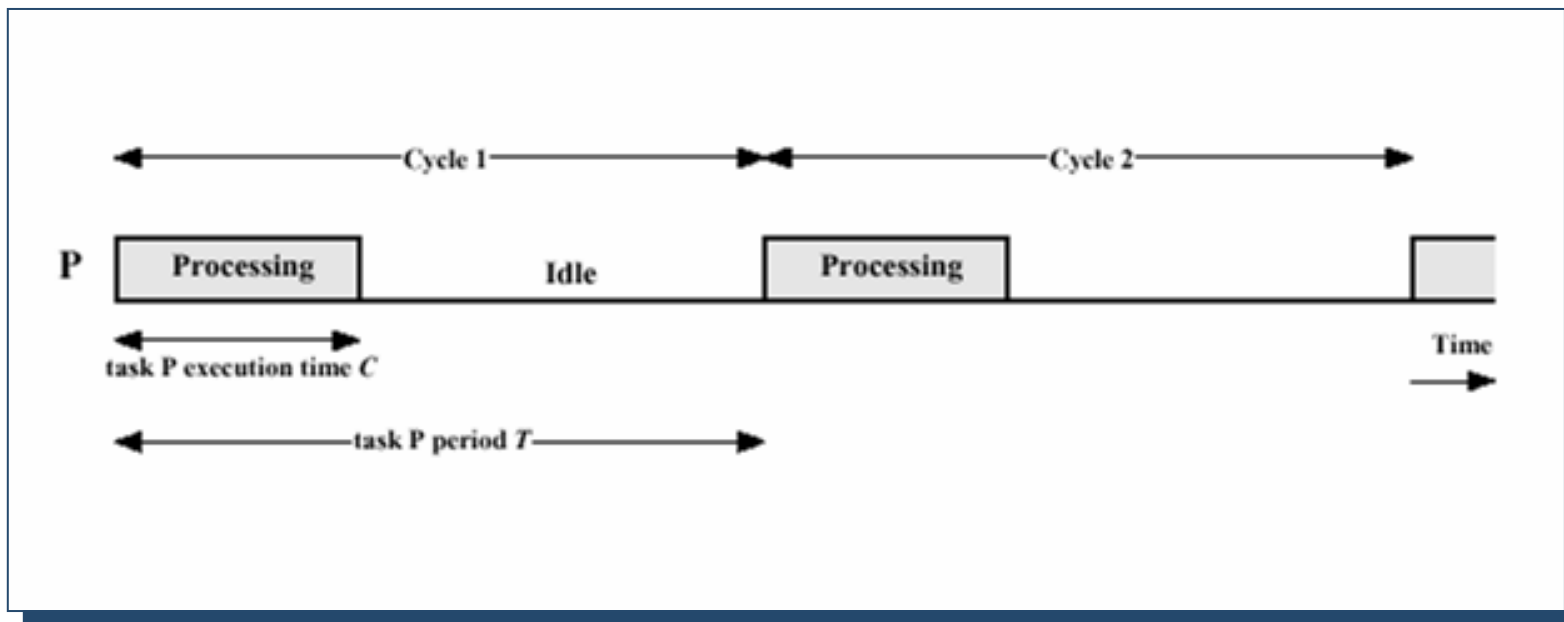 Cycle 1
Cycle 2
P
Processing
Idle
Processing
Time
task P execution time C
task P period T